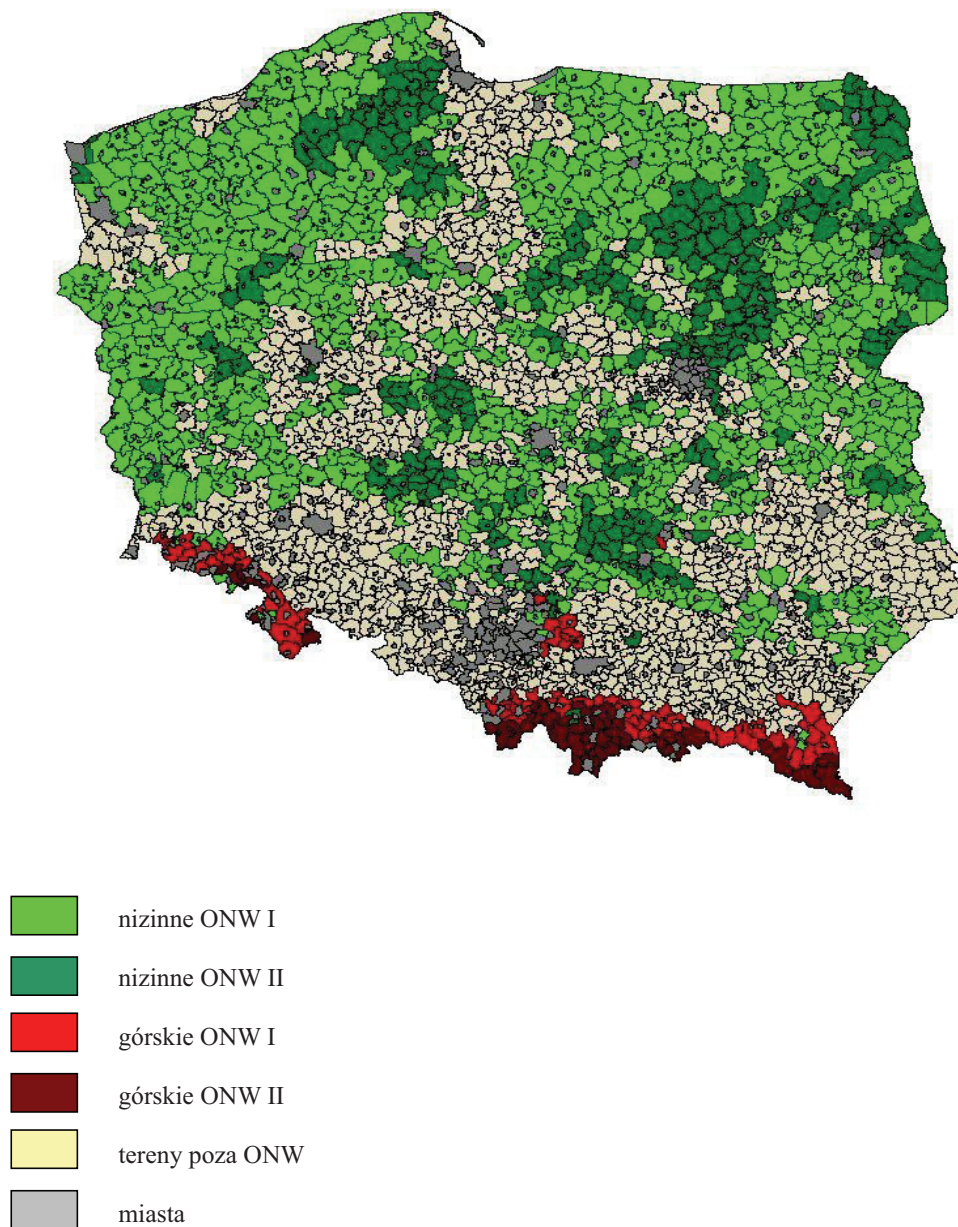 nizinne ONW I
nizinne ONW II
górskie ONW I
górskie ONW II
tereny poza ONW
miasta